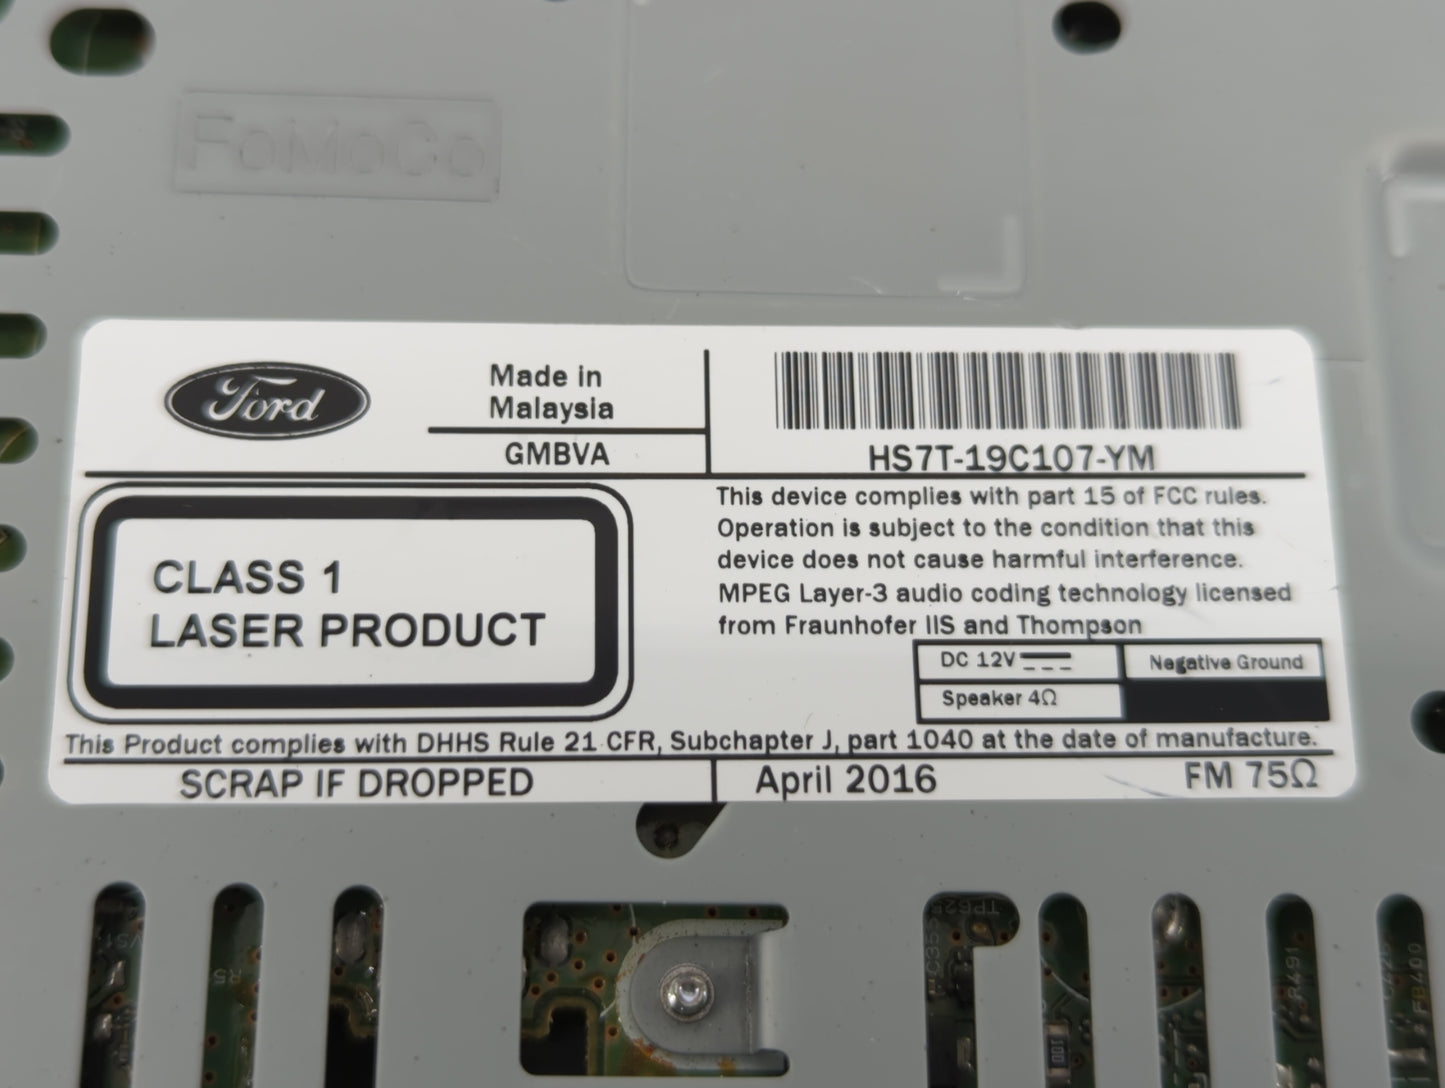 FoMoCo
Ford
Made in
Malaysia
GMBVA
HS7T-19C107-YM
CLASS 1
LASER PRODUCT
This device complies with part 15 of FCC rules.
Operation is subject to the condition that this
device does not cause harmful interference.
MPEG Layer-3 audio coding technology licensed
from Fraunhofer IIS and Thompson
DC 12V
Negative Ground
Speaker 4Ω
This Product complies with DHHS Rule 21 CFR, Subchapter J, part 1040 at the date of manufacture.
SCRAP IF DROPPED
April 2016
FM 75Ω
R491
FB400
100